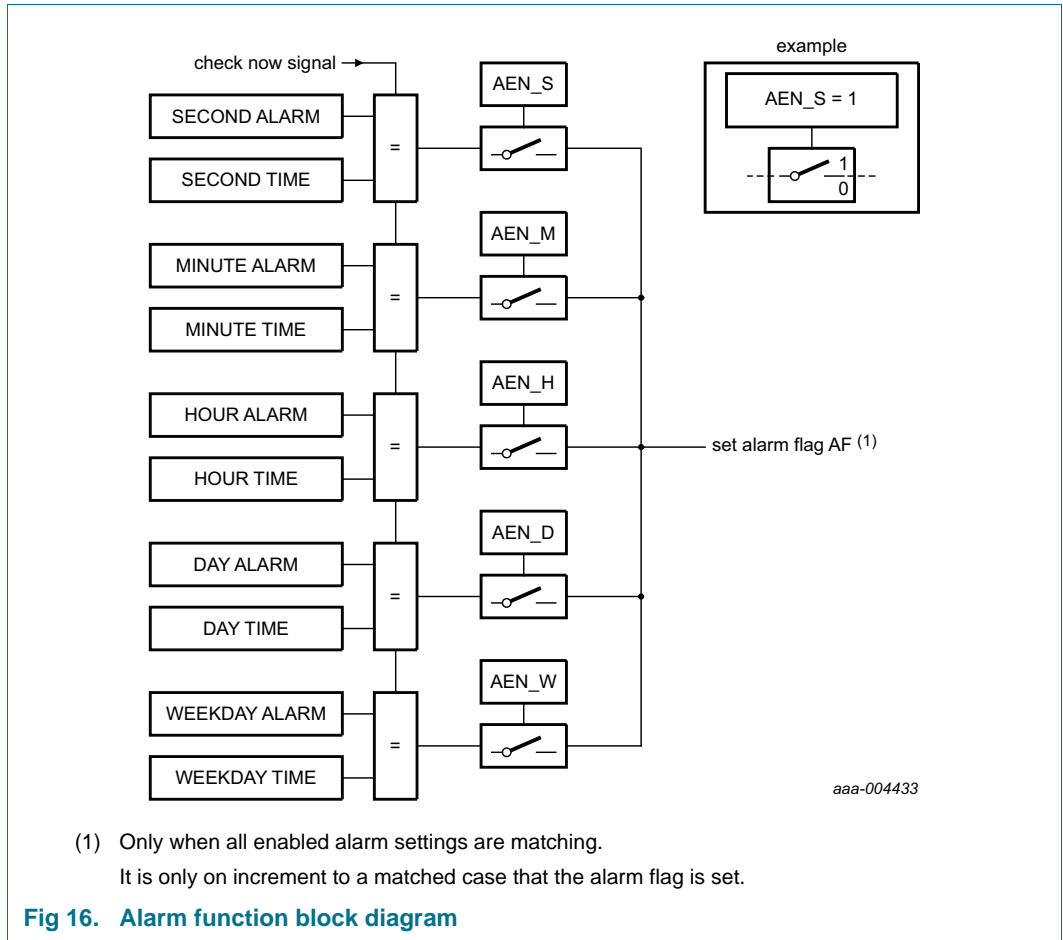 check now signal
example
AEN_S
AEN_S = 1
SECOND ALARM
=
1
SECOND TIME
0
AEN_M
MINUTE ALARM
=
MINUTE TIME
AEN_H
HOUR ALARM
=
set alarm flag AF (1)
HOUR TIME
AEN_D
DAY ALARM
=
DAY TIME
AEN_W
WEEKDAY ALARM
=
WEEKDAY TIME
aaa-004433
(1) Only when all enabled alarm settings are matching.
It is only on increment to a matched case that the alarm flag is set.
Fig 16. Alarm function block diagram